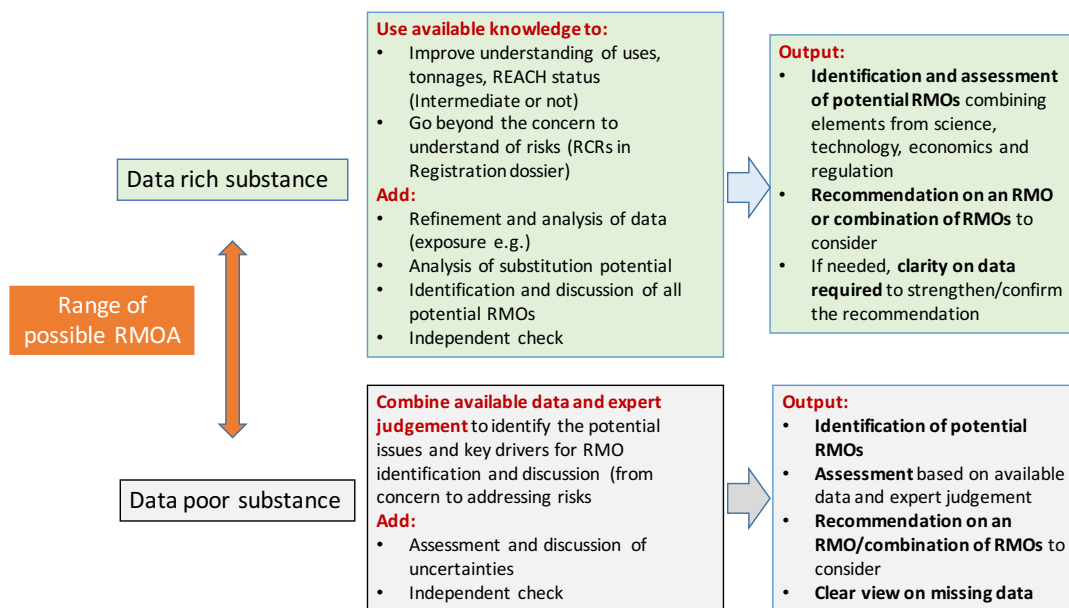 Range of
possible RMOA
Data rich substance
Use available knowledge to:
• Improve understanding of uses,
tonnages, REACH status
(Intermediate or not)
• Go beyond the concern to
understand of risks (RCRs in
Registration dossier)
Add:
• Refinement and analysis of data
(exposure e.g.)
• Analysis of substitution potential
• Identification and discussion of all
potential RMOs
• Independent check
Output:
• Identification and assessment
of potential RMOs combining
elements from science,
technology, economics and
regulation
• Recommendation on an RMO
or combination of RMOs to
consider
• If needed, clarity on data
required to strengthen/confirm
the recommendation
Data poor substance
Combine available data and expert
judgement to identify the potential
issues and key drivers for RMO
identification and discussion (from
concern to addressing risks
Add:
• Assessment and discussion of
uncertainties
• Independent check
Output:
• Identification of potential
RMOs
• Assessment based on available
data and expert judgement
• Recommendation on an
RMO/combination of RMOs to
consider
• Clear view on missing data